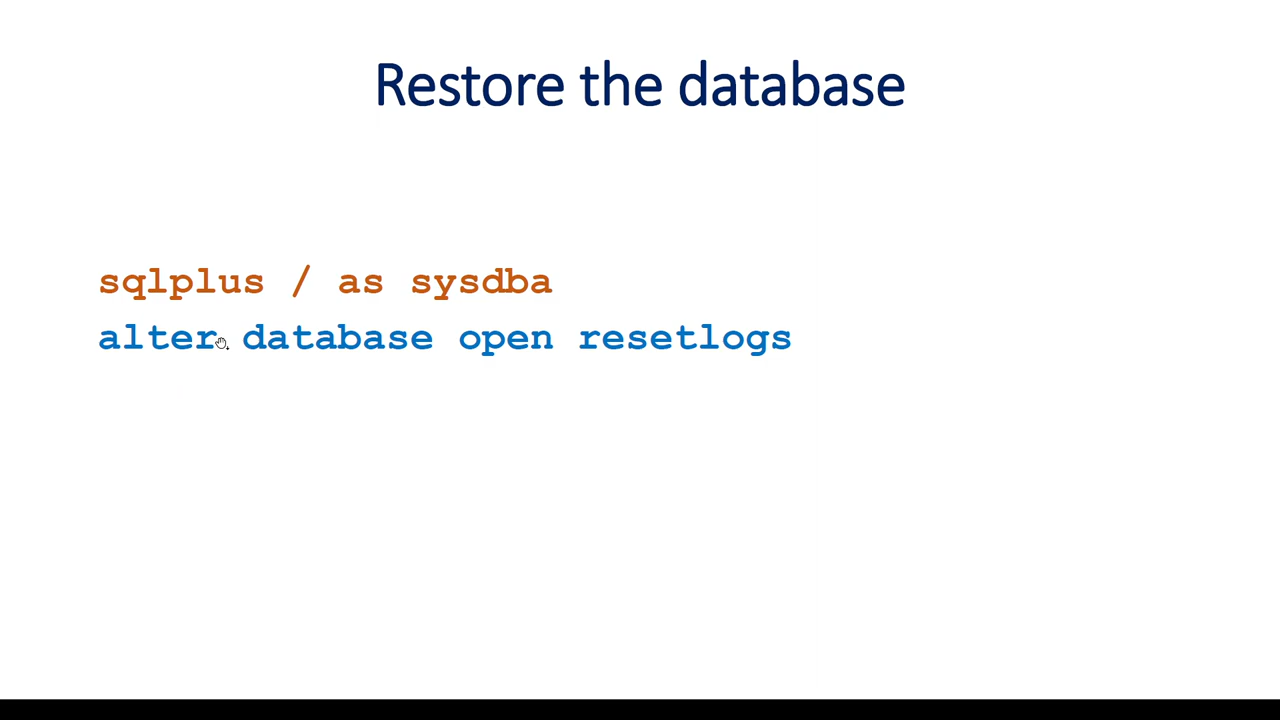 Restore the database
sqlplus / as sysdba
alter database open resetlogs